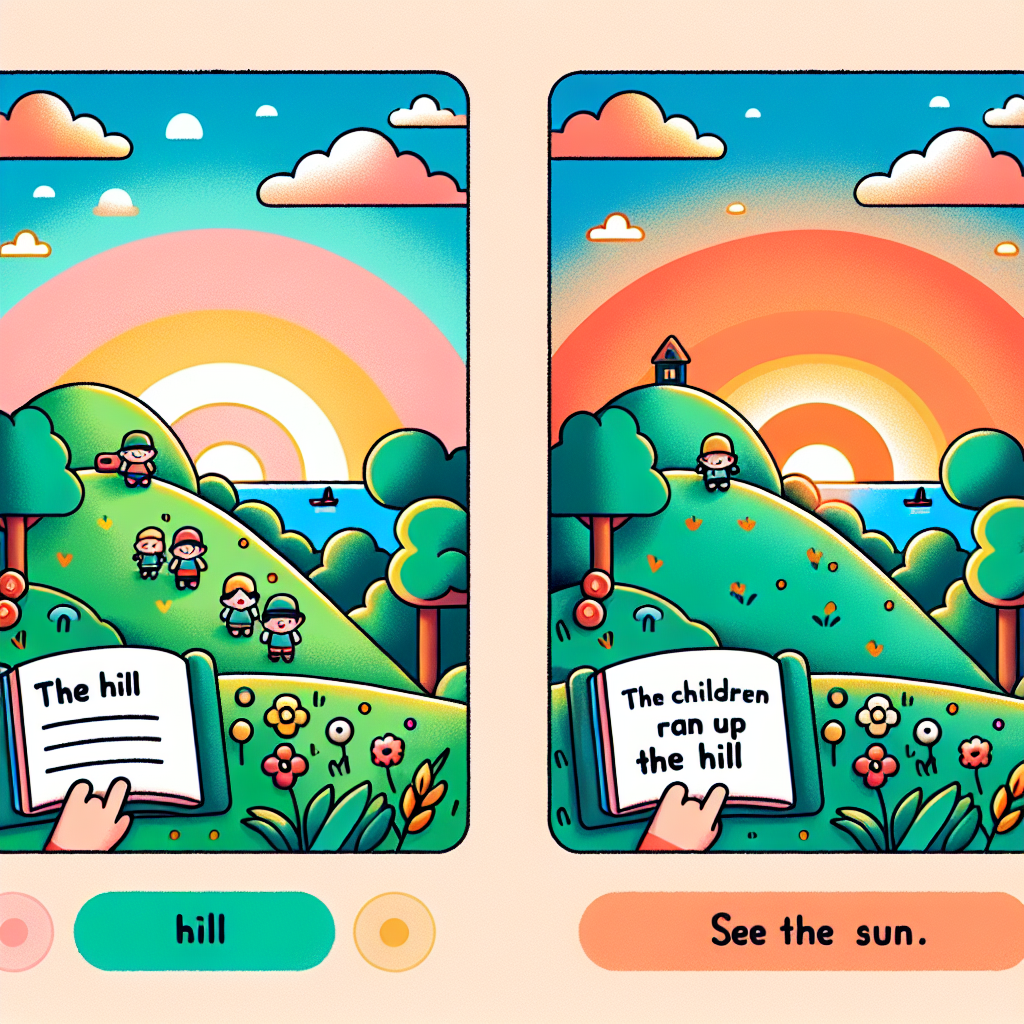 The hill
The children
ran up
the hill
hill
See the sun.